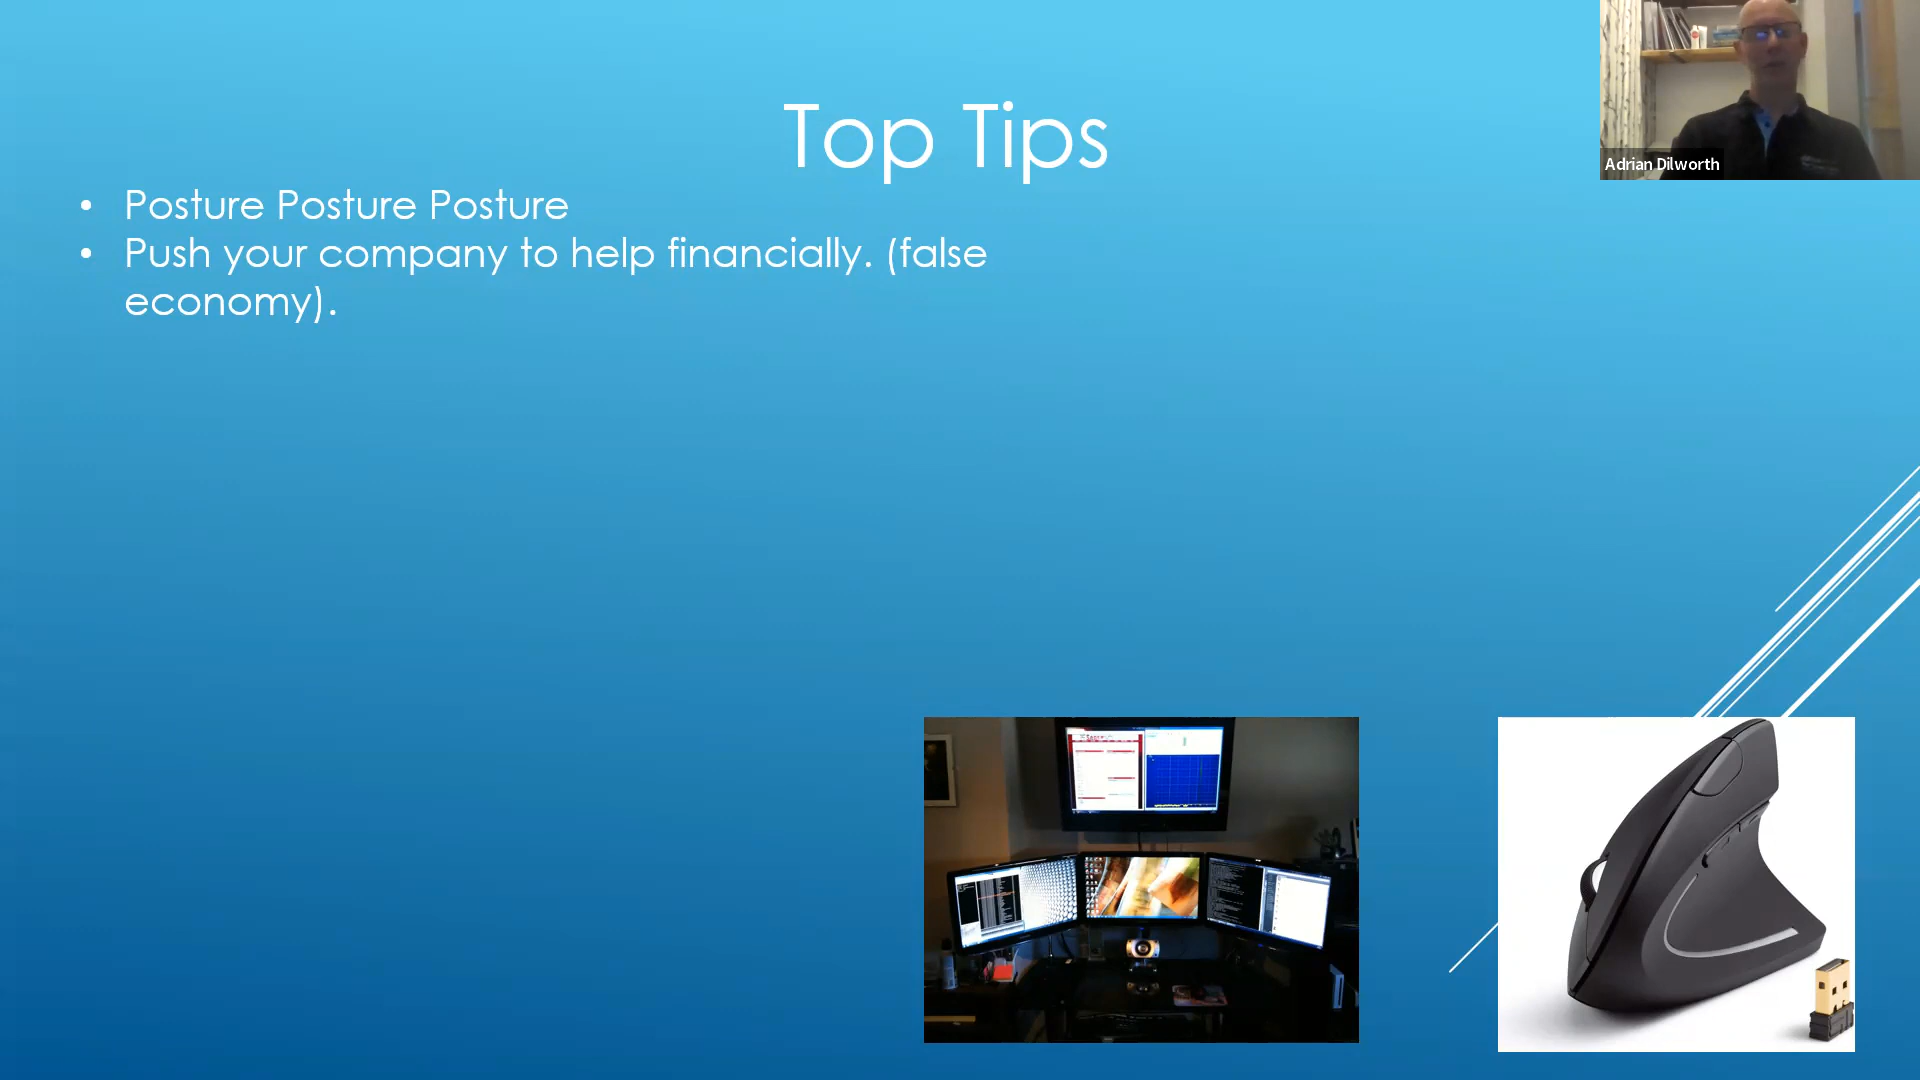 Top Tips
Adrian Dilworth
• Posture Posture Posture
• Push your company to help financially. (false
economy).